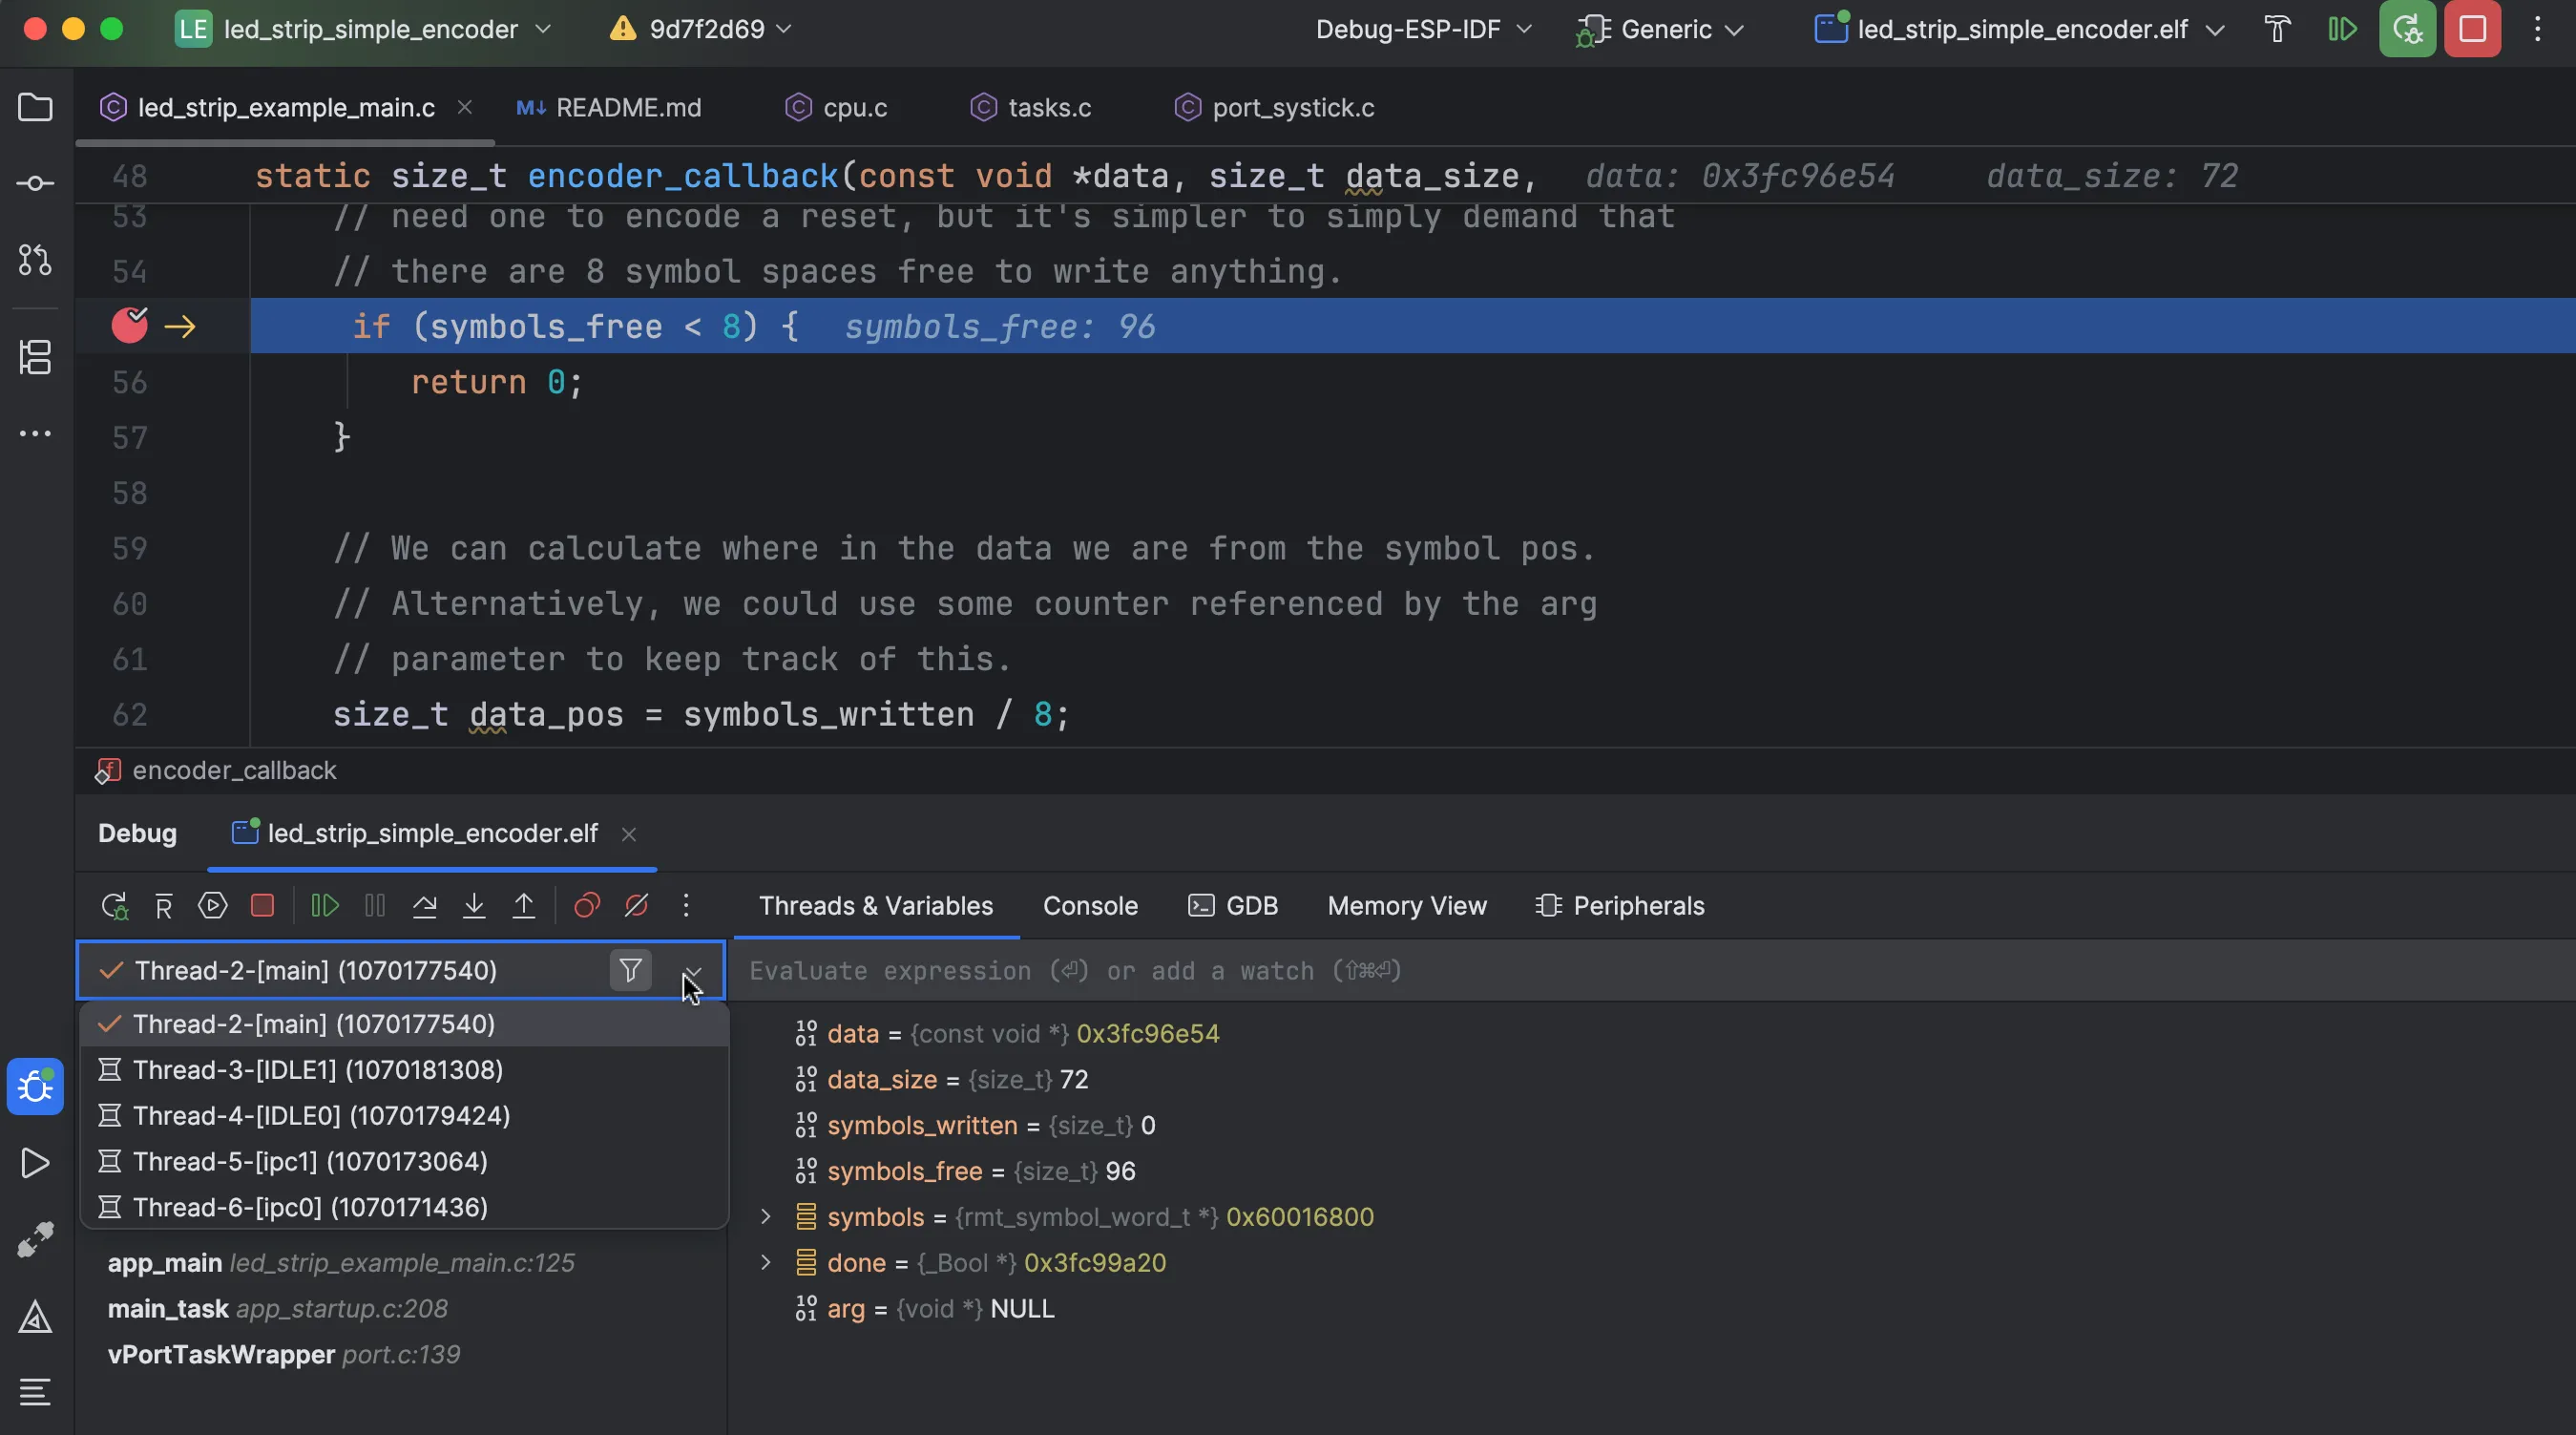 LE led_strip_simple_encoder 9d7f2d69 Debug-ESP-IDF Generic led_strip_simple_encoder.elf
led_strip_example_main.c M↓ README.md cpu.c tasks.c port_systick.c
48 static size_t encoder_callback(const void *data, size_t data_size, data: 0x3fc96e54 data_size: 72
53 // need one to encode a reset, but it's simpler to simply demand that
54 // there are 8 symbol spaces free to write anything.
if (symbols_free < 8) { symbols_free: 96
56 return 0;
57 }
58
59 // We can calculate where in the data we are from the symbol pos.
60 // Alternatively, we could use some counter referenced by the arg
61 // parameter to keep track of this.
62 size_t data_pos = symbols_written / 8;
encoder_callback
Debug led_strip_simple_encoder.elf
Threads & Variables Console GDB Memory View Peripherals
Thread-2-[main] (1070177540)
Evaluate expression (⏎) or add a watch (⇧⌘⏎)
Thread-2-[main] (1070177540)
Thread-3-[IDLE1] (1070181308)
Thread-4-[IDLE0] (1070179424)
Thread-5-[ipc1] (1070173064)
Thread-6-[ipc0] (1070171436)
app_main led_strip_example_main.c:125
main_task app_startup.c:208
vPortTaskWrapper port.c:139
data = {const void *} 0x3fc96e54
data_size = {size_t} 72
symbols_written = {size_t} 0
symbols_free = {size_t} 96
symbols = {rmt_symbol_word_t *} 0x60016800
done = {_Bool *} 0x3fc99a20
arg = {void *} NULL